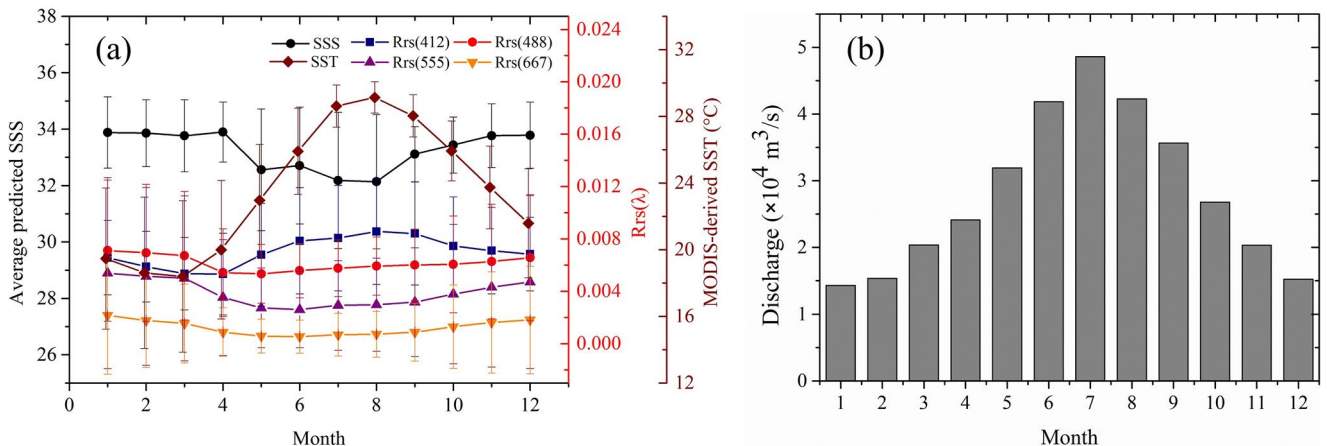 (a)
SSS
Rrs(412)
Rrs(488)
SST
Rrs(555)
Rrs(667)
Average predicted SSS
38
36
34
32
30
28
26
0
2
4
6
8
10
12
Month
0.024
0.020
0.016
0.012
0.008
0.004
0.000
Rrs(λ)
32
28
24
20
16
12
MODIS-derived SST (°C)
(b)
Discharge (×10⁴ m³/s)
5
4
3
2
1
0
1 2 3 4 5 6 7 8 9 10 11 12
Month